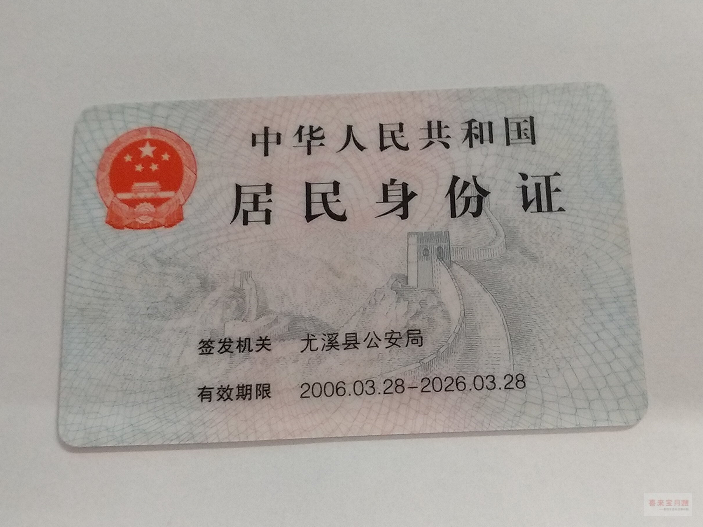 中华人民共和国
居民身份证
签发机关 尤溪县公安局
有效期限 2006.03.28-2026.03.28